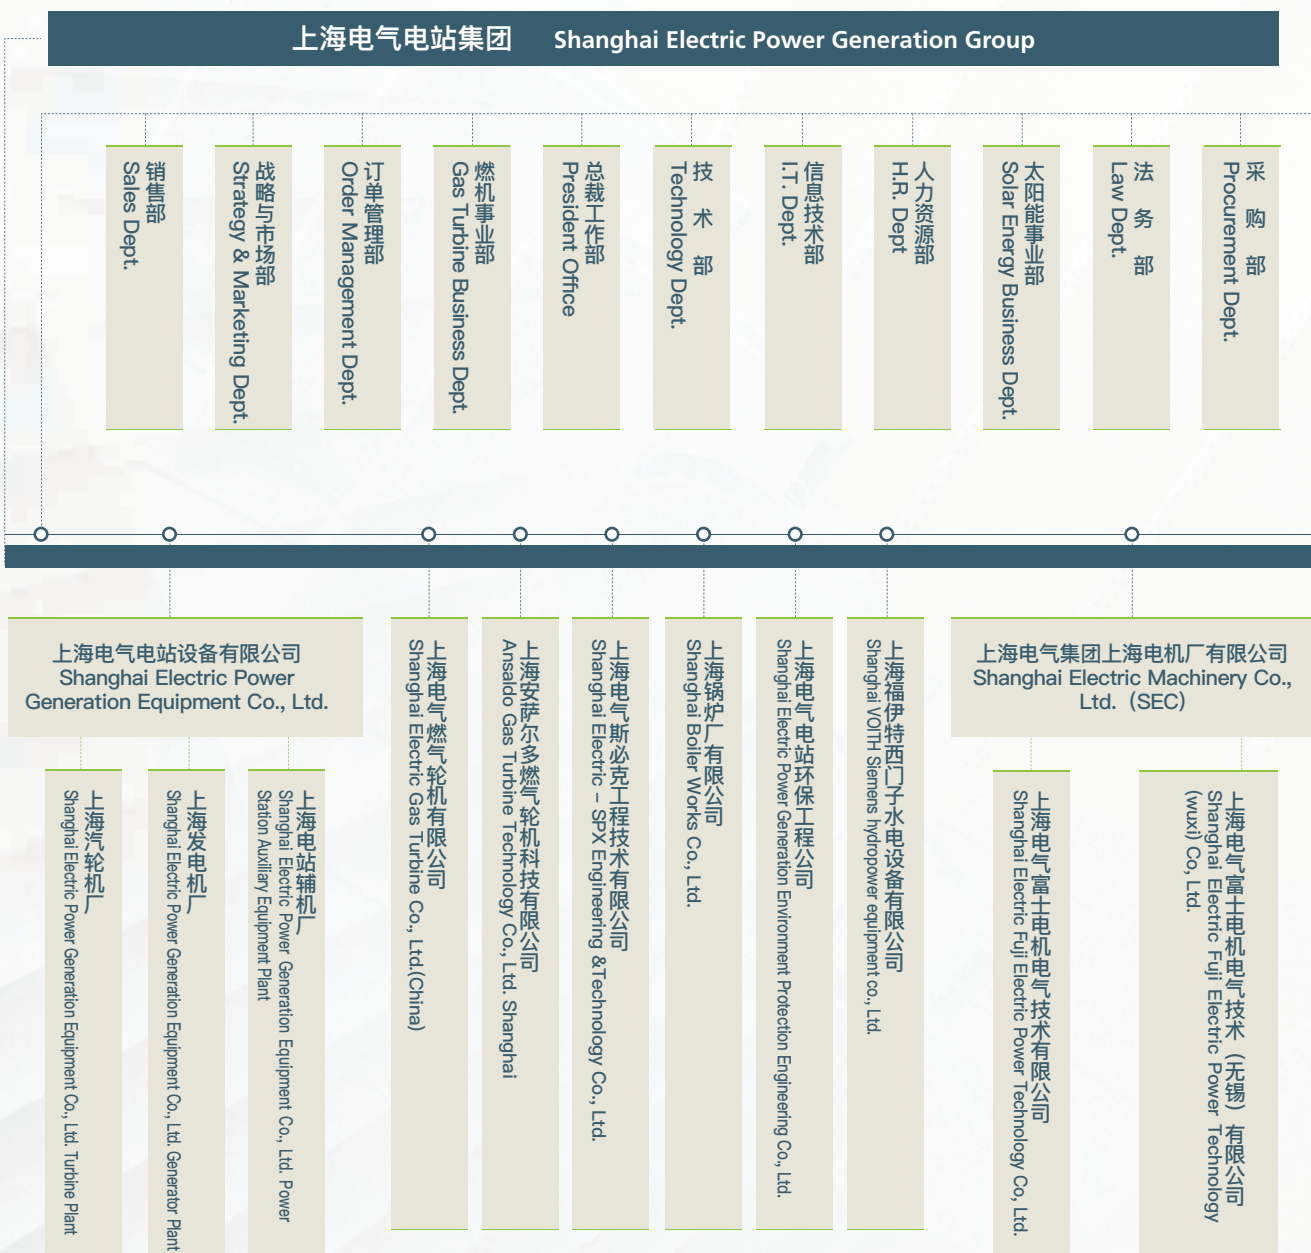 上海电气电站集团 Shanghai Electric Power Generation Group
销售部
Sales Dept.
战略与市场部
Strategy & Marketing Dept.
订单管理部
Order Management Dept.
燃机事业部
Gas Turbine Business Dept.
总裁工作部
President Office
技术部
Technology Dept.
信息技术部
I.T. Dept.
人力资源部
H.R. Dept
太阳能事业部
Solar Energy Business Dept.
法务部
Law Dept.
采购部
Procurement Dept.
上海电气电站设备有限公司
Shanghai Electric Power
Generation Equipment Co., Ltd.
上海汽轮机厂
Shanghai Electric Power Generation Equipment Co., Ltd. Turbine Plant
上海发电机厂
Shanghai Electric Power Generation Equipment Co., Ltd. Generator Plant
上海电站辅机厂
Shanghai Electric Power Generation Equipment Co., Ltd. Power
Station Auxiliary Equipment Plant
上海电气燃气轮机有限公司
Shanghai Electric Gas Turbine Co., Ltd.(China)
上海安萨尔多燃气轮机科技有限公司
Ansaldo Gas Turbine Technology Co., Ltd. Shanghai
上海电气斯必克工程技术有限公司
Shanghai Electric – SPX Engineering &Technology Co., Ltd.
上海锅炉厂有限公司
Shanghai Boiler Works Co., Ltd.
上海电气电站环保工程公司
Shanghai Electric Power Generation Environment Protection Engineering Co., Ltd.
上海福伊特西门子水电设备有限公司
Shanghai VOITH Siemens hydropower equipment co., Ltd.
上海电气集团上海电机厂有限公司
Shanghai Electric Machinery Co.,
Ltd.（SEC）
上海电气富士电机电气技术有限公司
Shanghai Electric Fuji Electric Power Technology Co, Ltd.
上海电气富士电机电气技术（无锡）有限公司
Shanghai Electric Fuji Electric Power Technology
(wuxi) Co, Ltd.